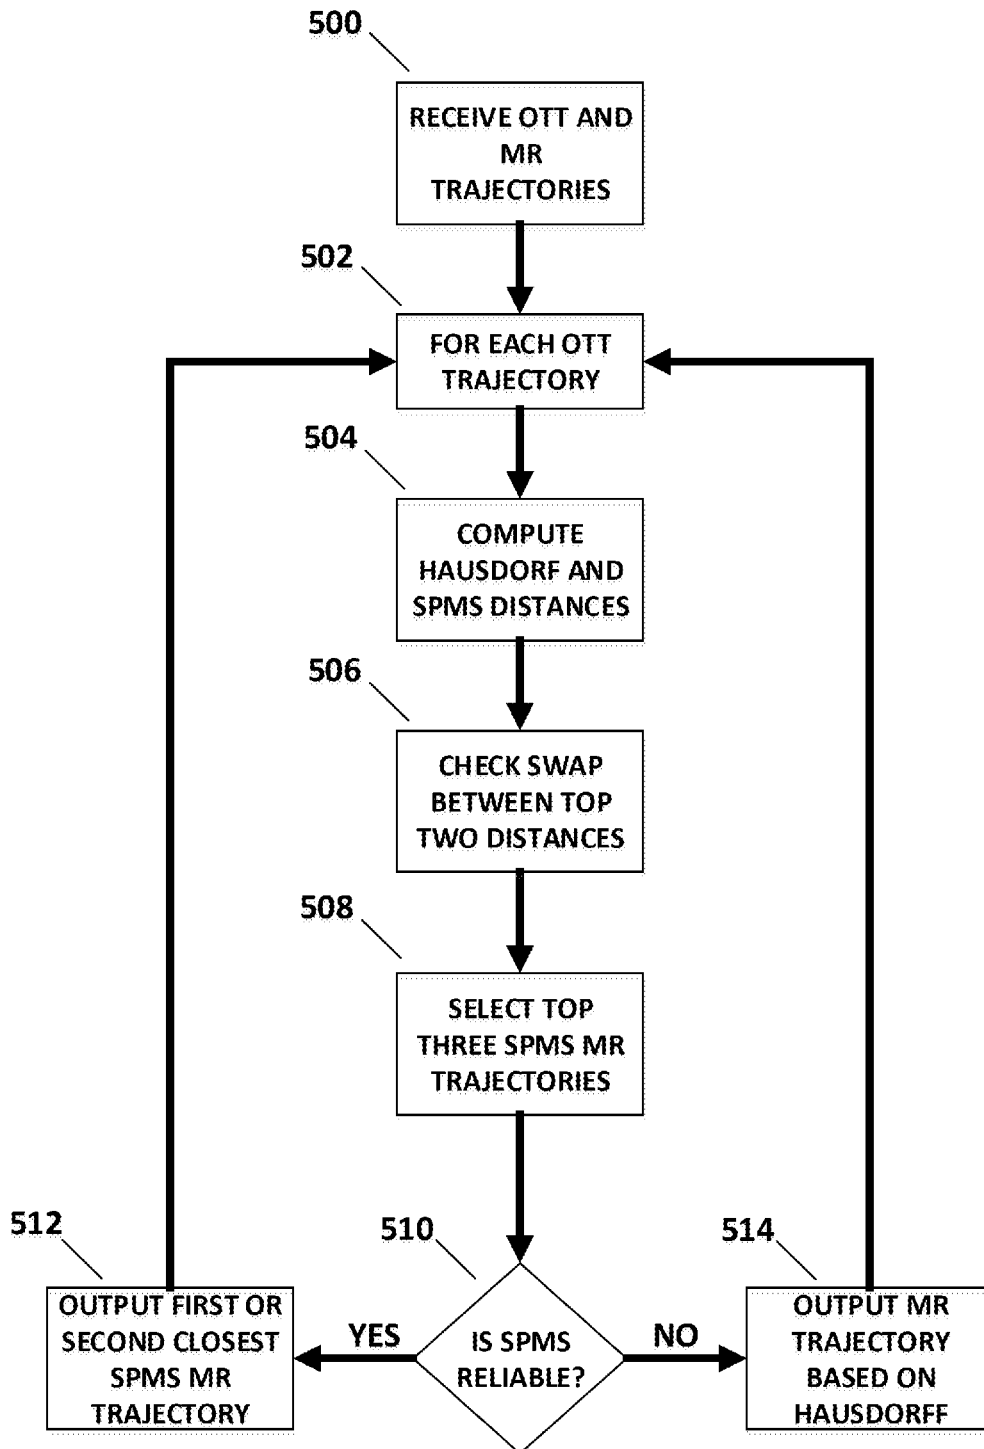 500
RECEIVE OTT AND
MR
TRAJECTORIES
502
FOR EACH OTT
TRAJECTORY
504
COMPUTE
HAUSDORF AND
SPMS DISTANCES
506
CHECK SWAP
BETWEEN TOP
TWO DISTANCES
508
SELECT TOP
THREE SPMS MR
TRAJECTORIES
510
IS SPMS
RELIABLE?
YES
NO
512
OUTPUT FIRST OR
SECOND CLOSEST
SPMS MR
TRAJECTORY
514
OUTPUT MR
TRAJECTORY
BASED ON
HAUSDORFF